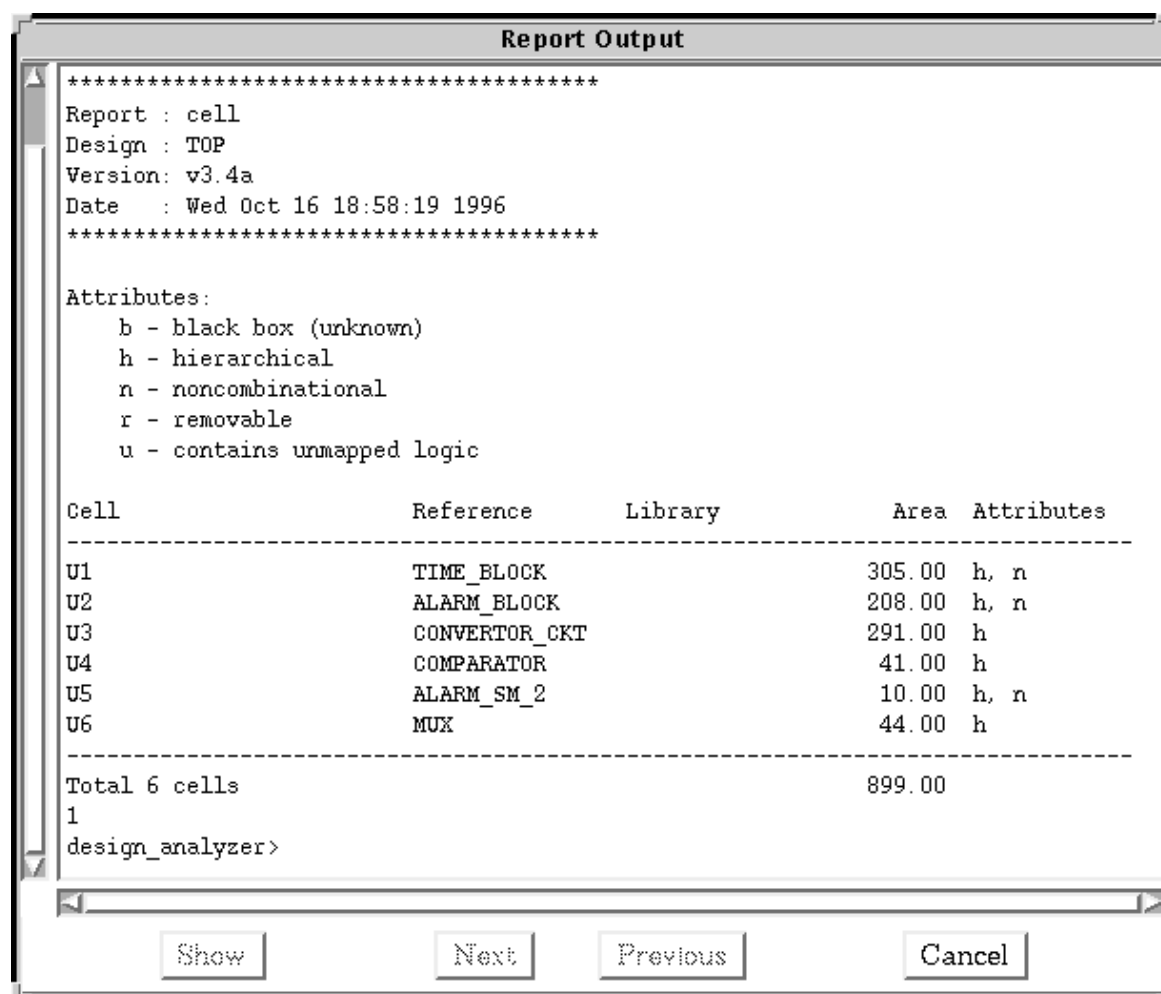 Report Output
****************************************
Report : cell
Design : TOP
Version: v3.4a
Date   : Wed Oct 16 18:58:19 1996
****************************************
Attributes:
    b - black box (unknown)
    h - hierarchical
    n - noncombinational
    r - removable
    u - contains unmapped logic
Cell                      Reference       Library             Area  Attributes
--------------------------------------------------------------------------------
U1                        TIME_BLOCK                        305.00  h, n
U2                        ALARM_BLOCK                       208.00  h, n
U3                        CONVERTOR_CKT                     291.00  h
U4                        COMPARATOR                         41.00  h
U5                        ALARM_SM_2                         10.00  h, n
U6                        MUX                                44.00  h
--------------------------------------------------------------------------------
Total 6 cells                                               899.00
1
design_analyzer>
Show Next Previous Cancel